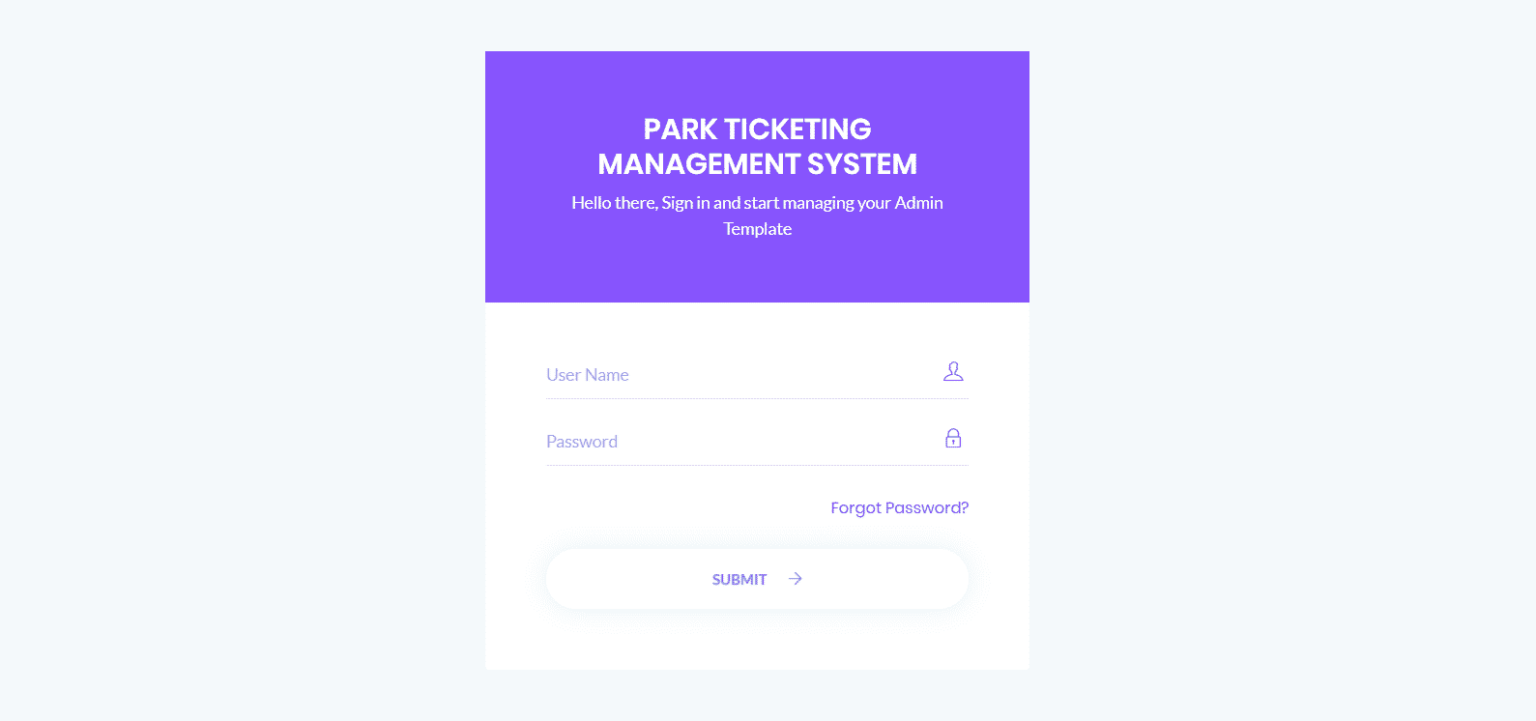 PARK TICKETING
MANAGEMENT SYSTEM
Hello there, Sign in and start managing your Admin
Template
User Name
Password
Forgot Password?
SUBMIT